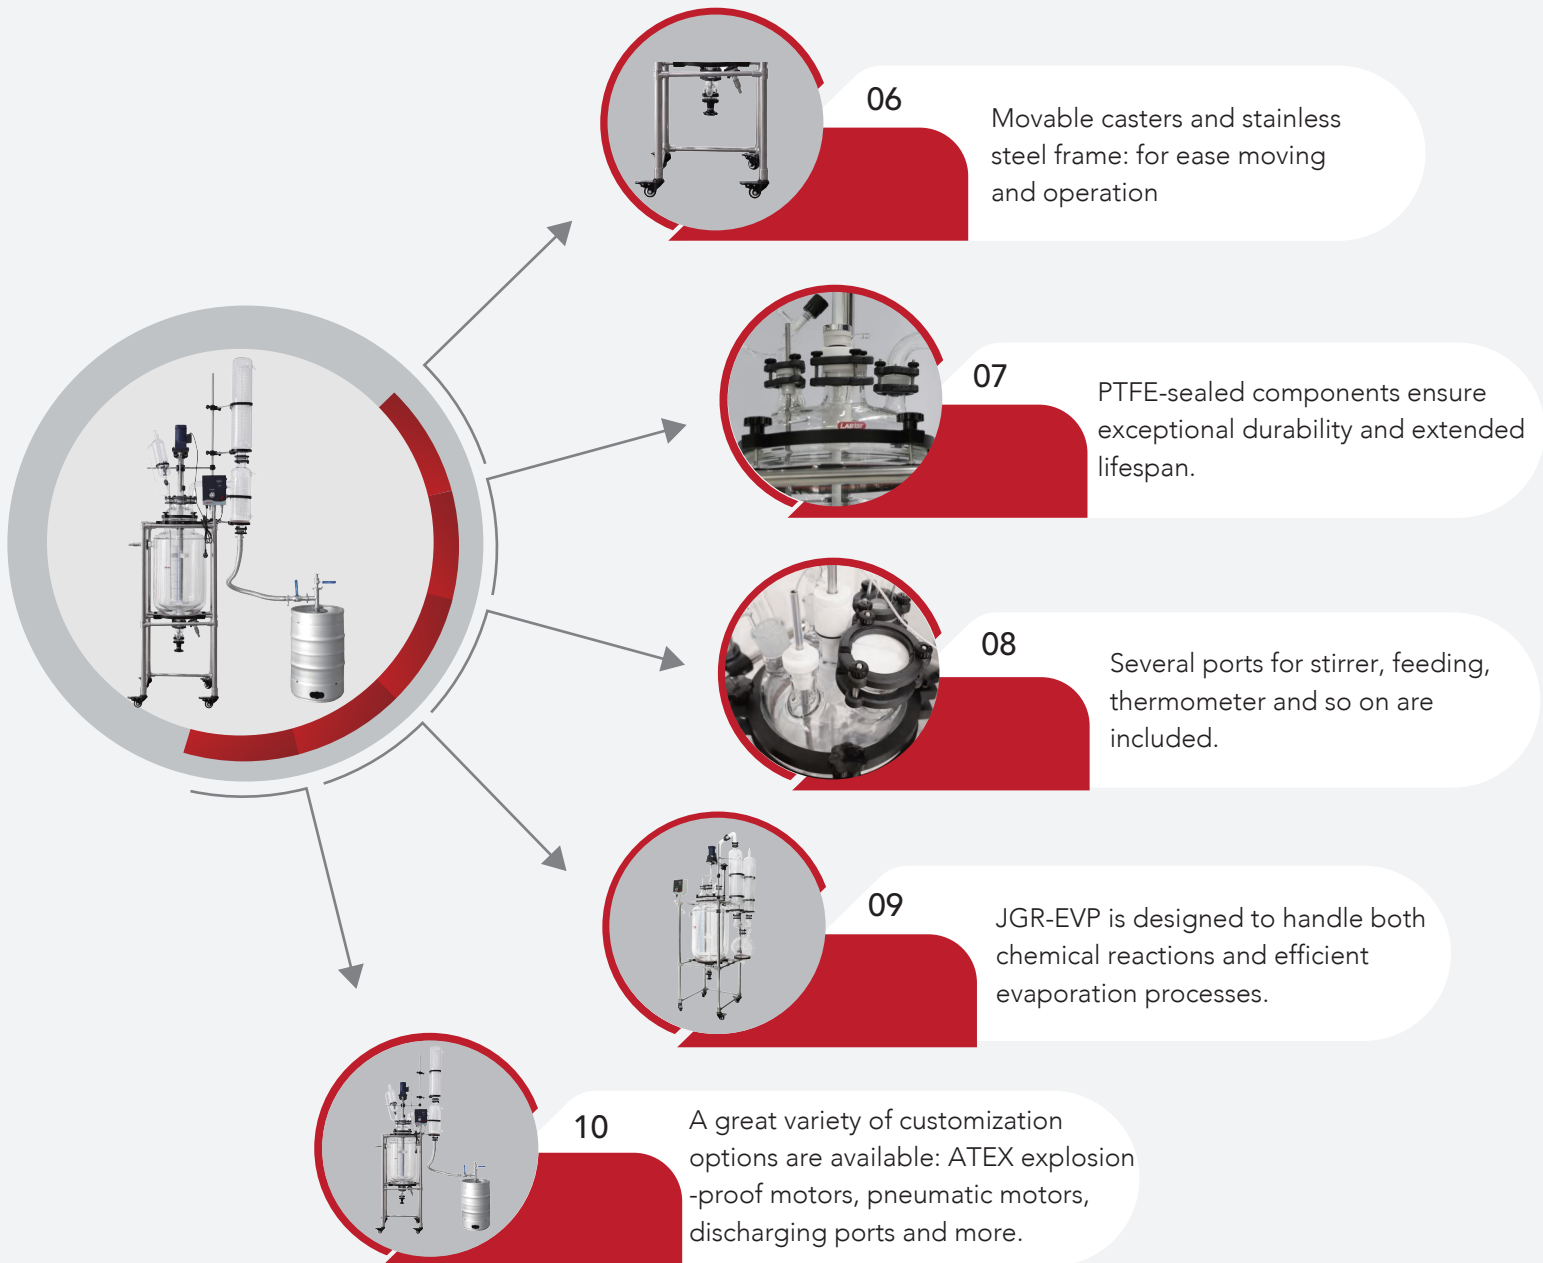 06
Movable casters and stainless
steel frame: for ease moving
and operation
07
PTFE-sealed components ensure
exceptional durability and extended
lifespan.
08
Several ports for stirrer, feeding,
thermometer and so on are
included.
09
JGR-EVP is designed to handle both
chemical reactions and efficient
evaporation processes.
10
A great variety of customization
options are available: ATEX explosion
-proof motors, pneumatic motors,
discharging ports and more.